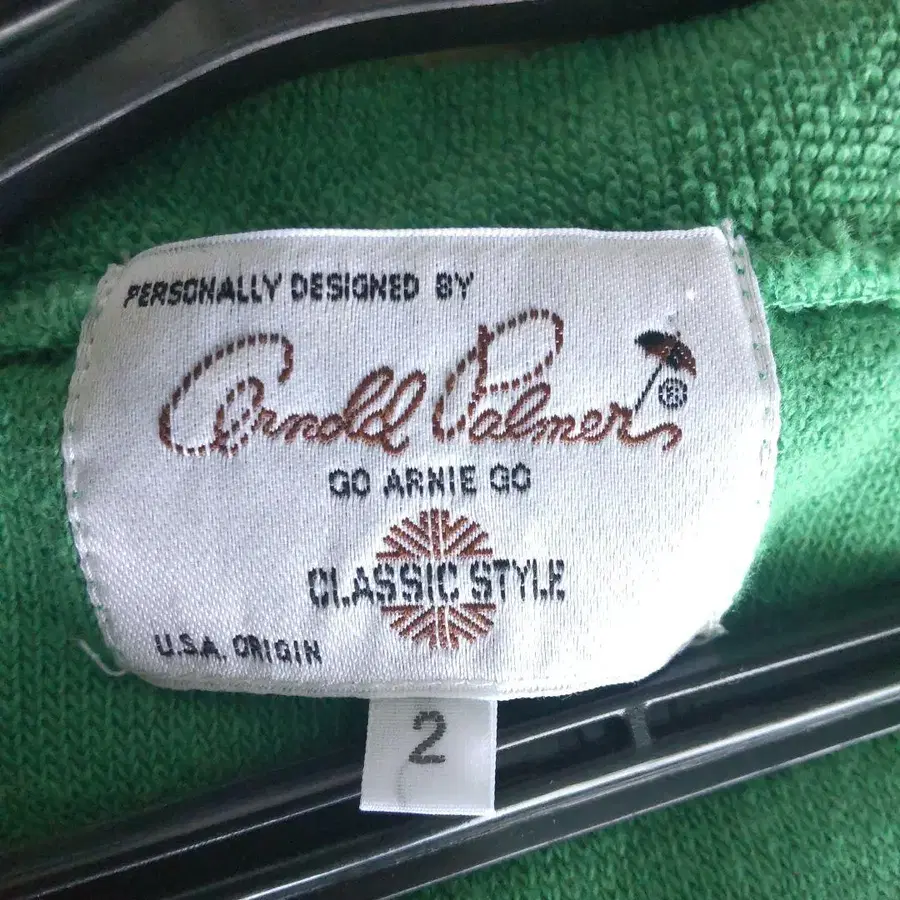 PERSONALLY DESIGNED BY
Arnold Palmer
GO ARNIE GO
CLASSIC STYLE
U.S.A. ORIGIN
2